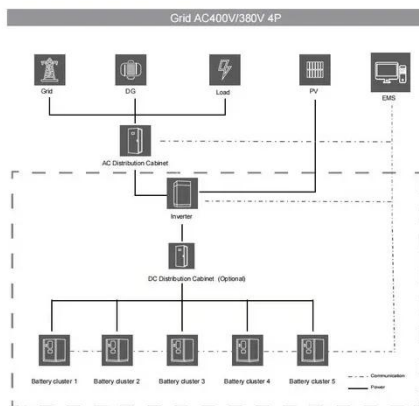 Grid AC400V/380V 4P
Grid
DG
Load
PV
EMS
AC Distribution Cabinet
Inverter
DC Distribution Cabinet (Optional)
Battery cluster 1
Battery cluster 2
Battery cluster 3
Battery cluster 4
Battery cluster 5
Communication
Power